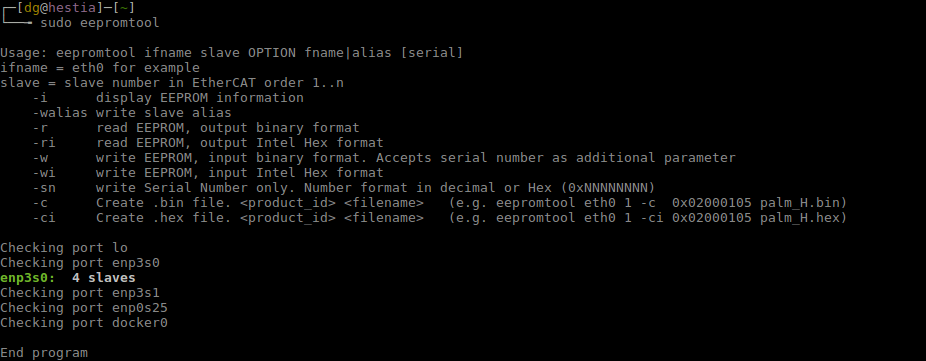 ┌─[dg@hestia]─[~]
└──╼ sudo eepromtool

Usage: eepromtool ifname slave OPTION fname|alias [serial]
ifname = eth0 for example
slave = slave number in EtherCAT order 1..n
    -i      display EEPROM information
    -walias write slave alias
    -r      read EEPROM, output binary format
    -ri     read EEPROM, output Intel Hex format
    -w      write EEPROM, input binary format. Accepts serial number as additional parameter
    -wi     write EEPROM, input Intel Hex format
    -sn     write Serial Number only. Number format in decimal or Hex (0xNNNNNNNN)
    -c      Create .bin file. <product_id> <filename>   (e.g. eepromtool eth0 1 -c  0x02000105 palm_H.bin)
    -ci     Create .hex file. <product_id> <filename>   (e.g. eepromtool eth0 1 -ci 0x02000105 palm_H.hex)

Checking port lo
Checking port enp3s0
enp3s0:  4 slaves
Checking port enp3s1
Checking port enp0s25
Checking port docker0

End program